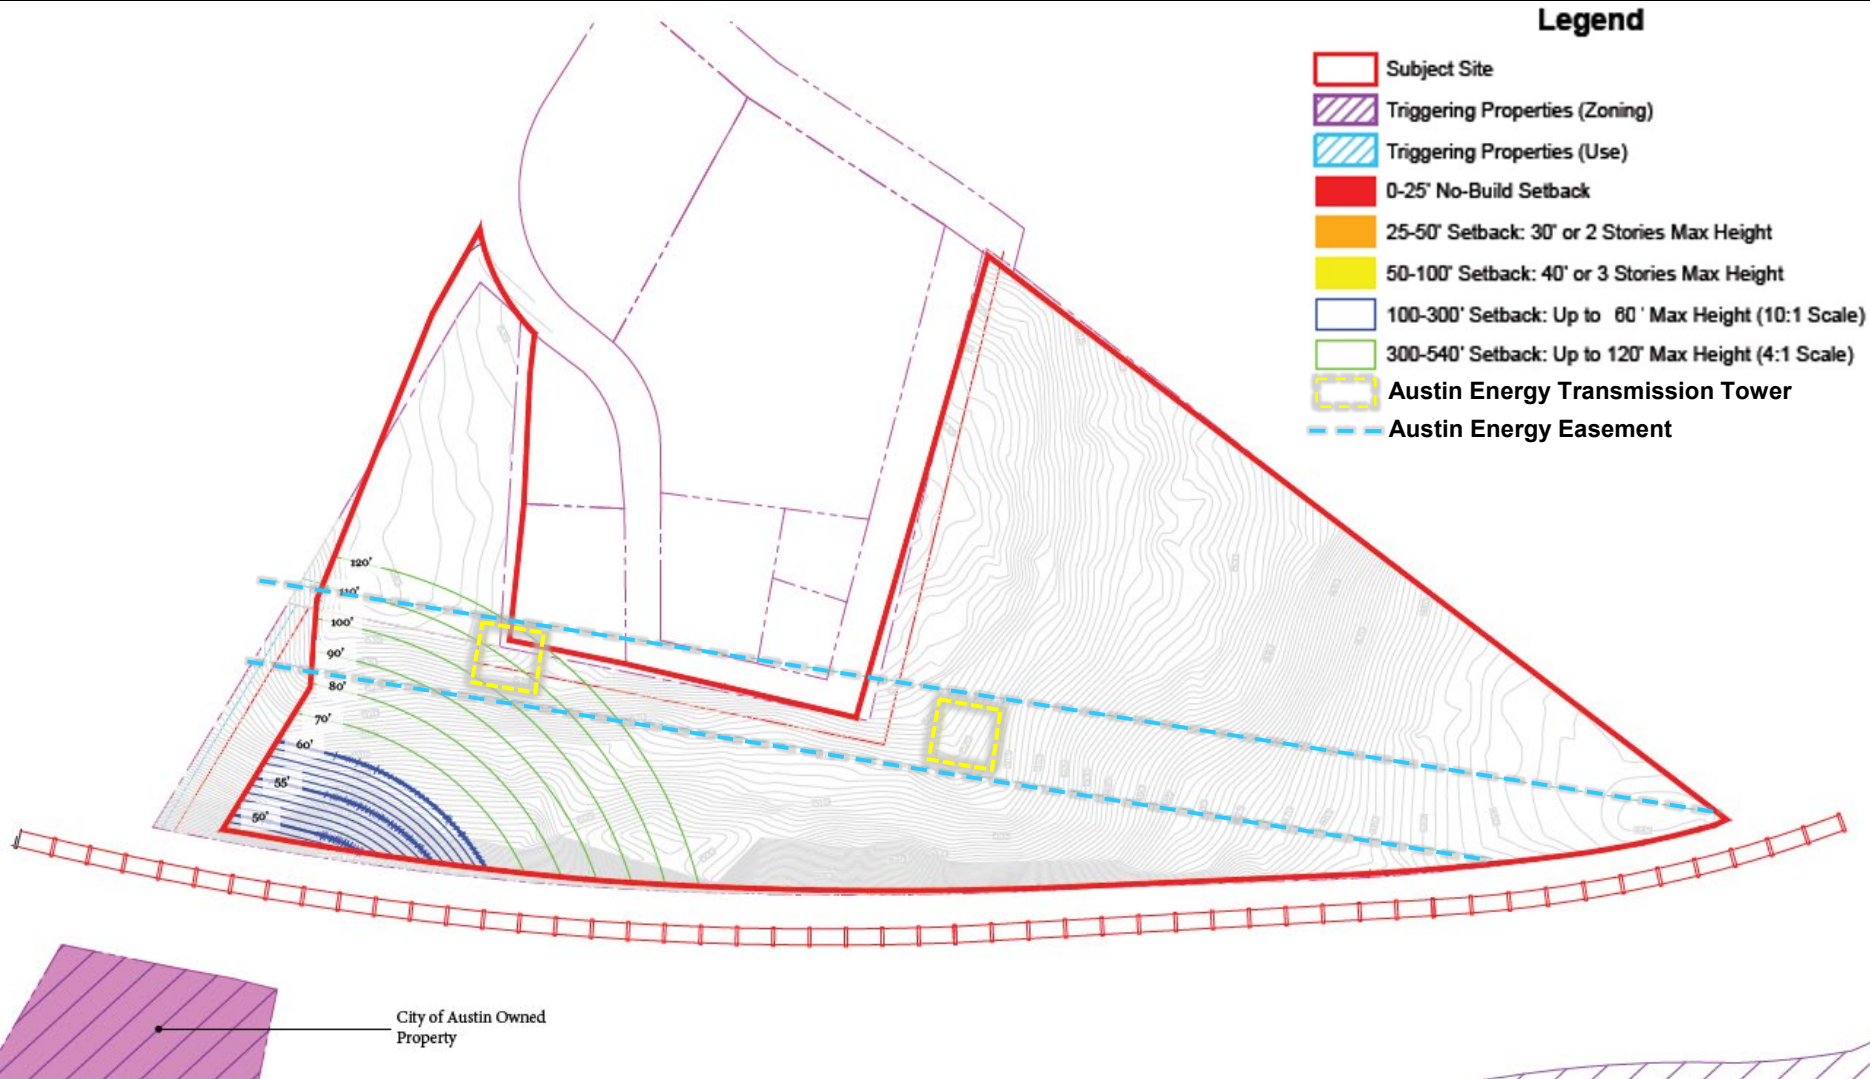 Legend
Subject Site
Triggering Properties (Zoning)
Triggering Properties (Use)
0-25' No-Build Setback
25-50' Setback: 30' or 2 Stories Max Height
50-100' Setback: 40' or 3 Stories Max Height
100-300' Setback: Up to 60 ' Max Height (10:1 Scale)
300-540' Setback: Up to 120' Max Height (4:1 Scale)
Austin Energy Transmission Tower
Austin Energy Easement
120'
110'
100'
90'
80'
70'
60'
55'
50'
City of Austin Owned
Property